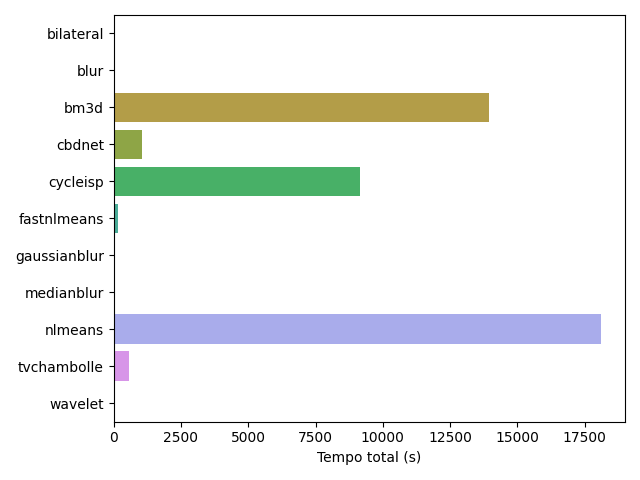 bilateral
blur
bm3d
cbdnet
cycleisp
fastnlmeans
gaussianblur
medianblur
nlmeans
tvchambolle
wavelet
0 2500 5000 7500 10000 12500 15000 17500
Tempo total (s)